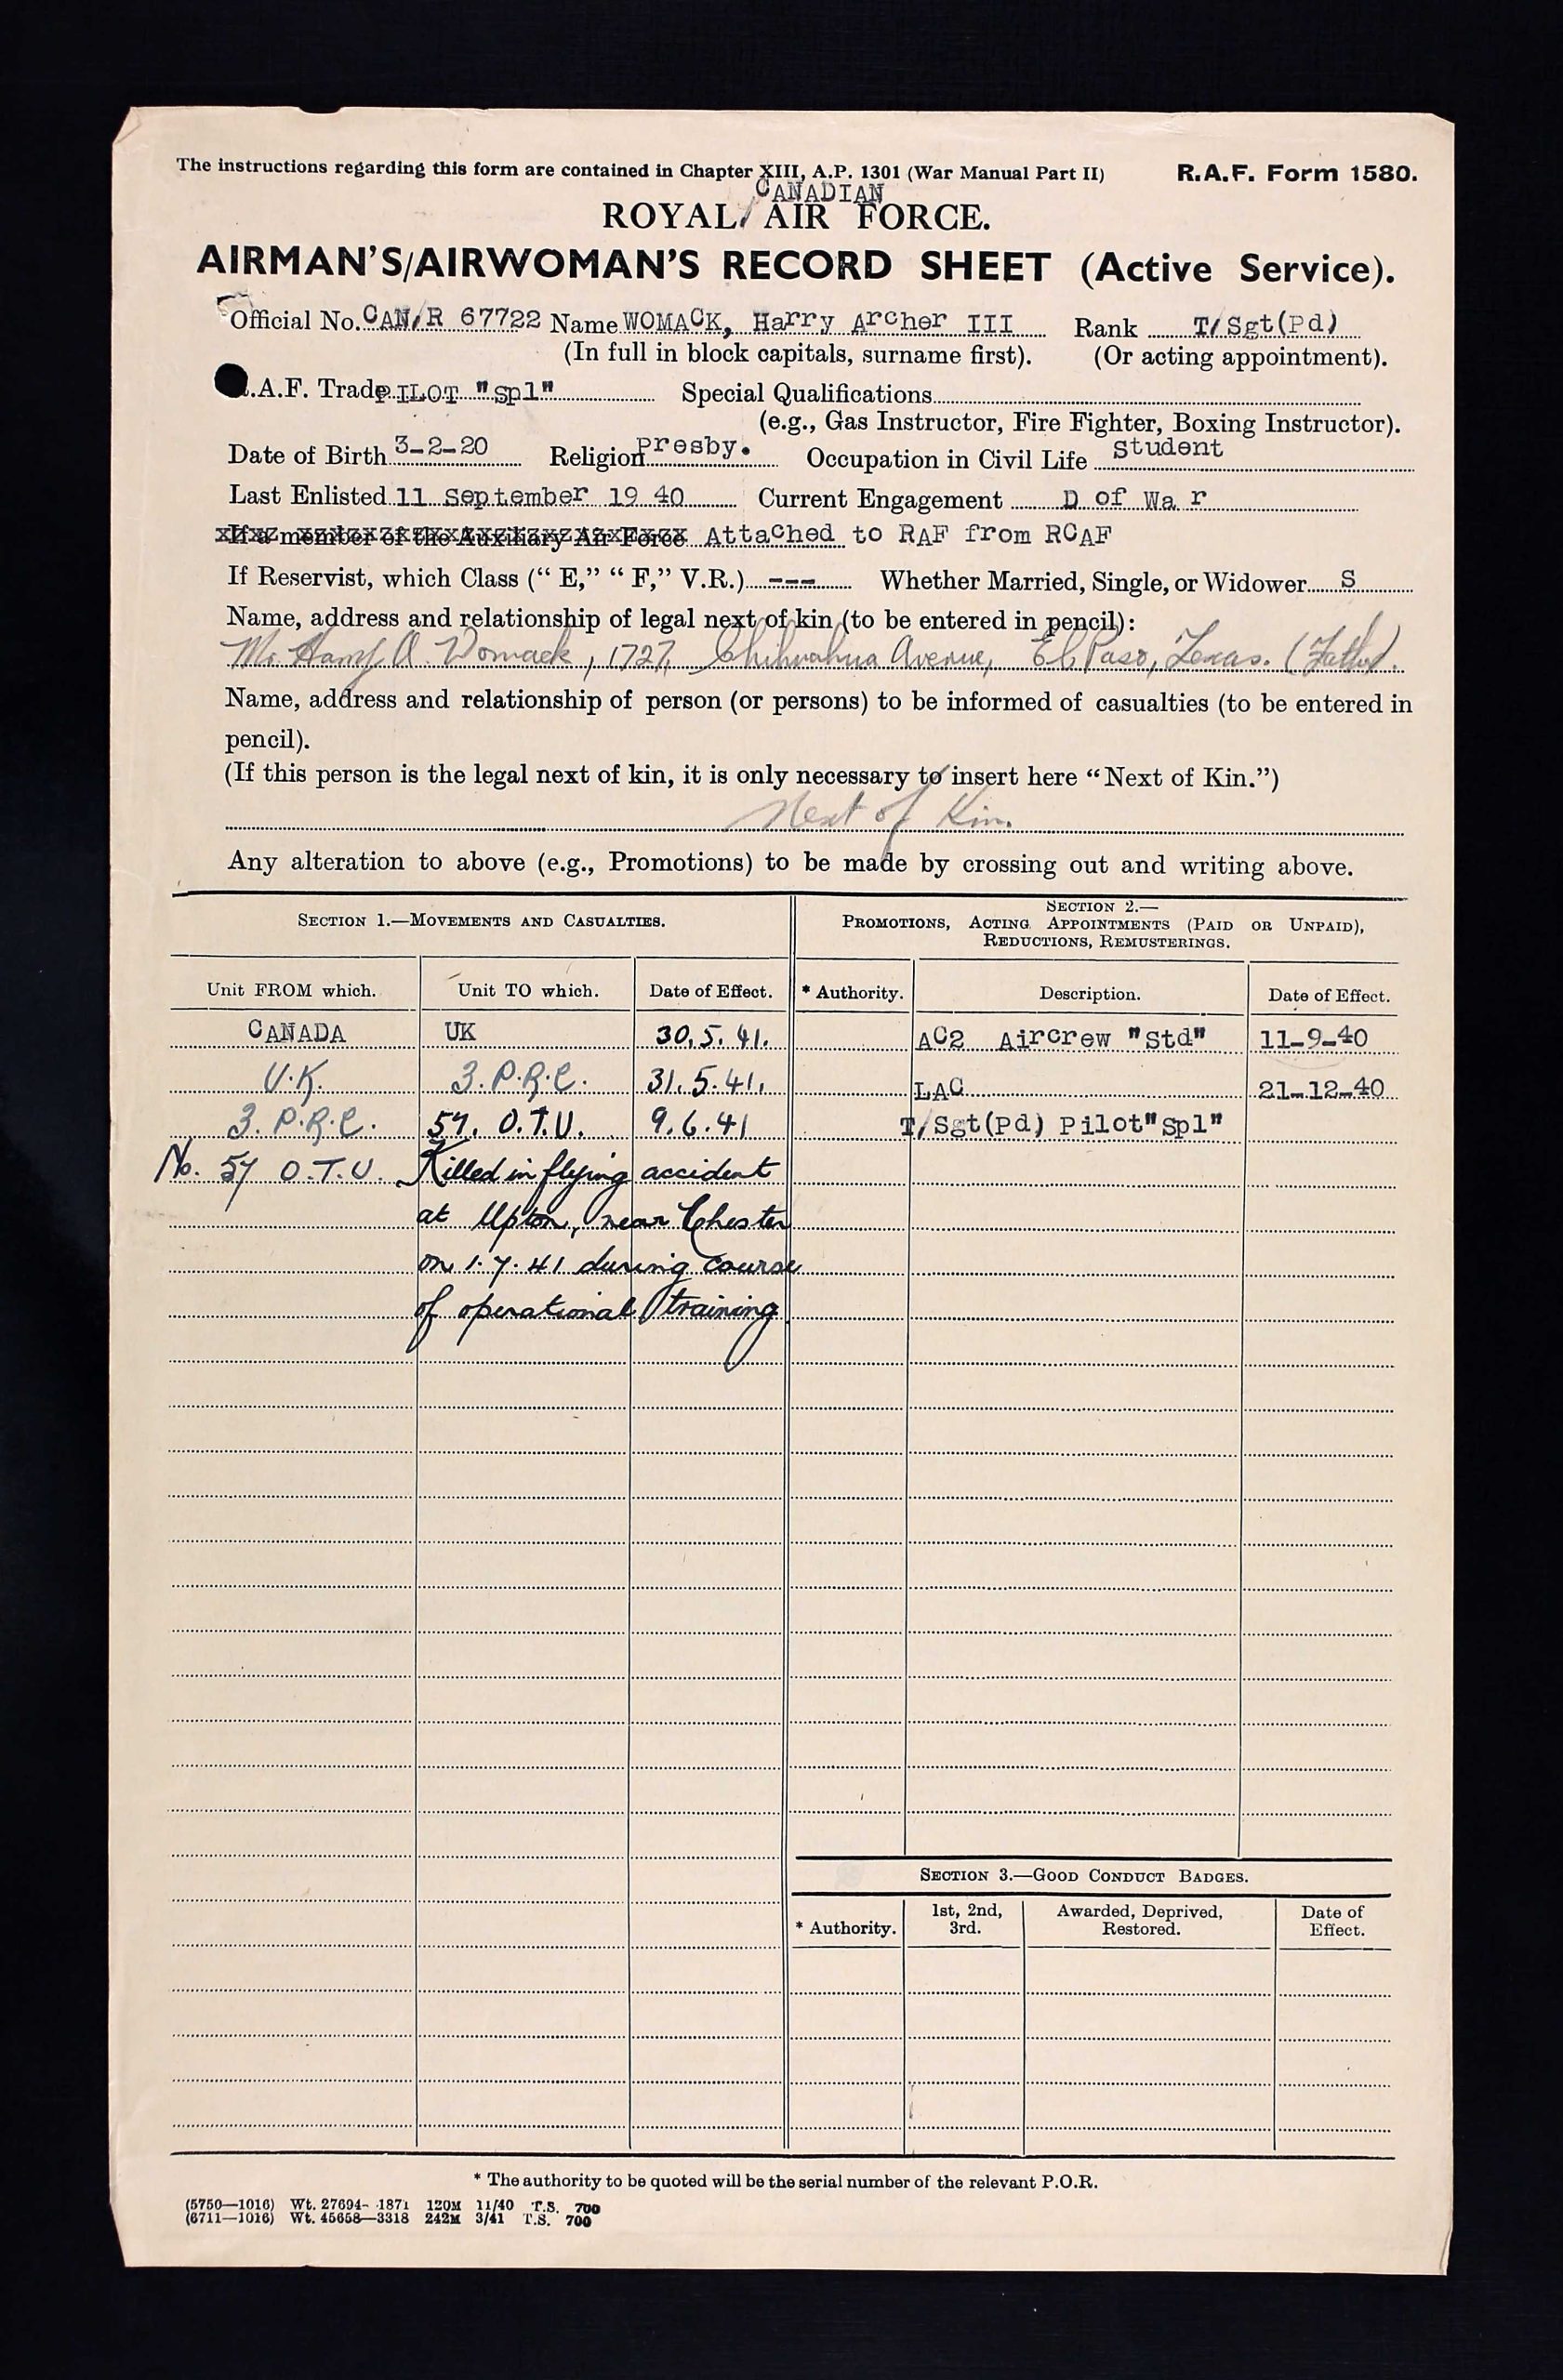 The instructions regarding this form are contained in Chapter XIII, A.P. 1301 (War Manual Part II) R.A.F. Form 1580.
CANADIAN
ROYAL/ AIR FORCE.
AIRMAN'S/AIRWOMAN'S RECORD SHEET (Active Service).
Official No. CAN/R 67722 Name WOMACK, Harry Archer III Rank T/Sgt(Pd)
(In full in block capitals, surname first). (Or acting appointment).
.A.F. Trade PILOT "Spl" Special Qualifications
(e.g., Gas Instructor, Fire Fighter, Boxing Instructor).
Date of Birth 3-2-20 Religion Presby. Occupation in Civil Life Student
Last Enlisted 11 September 19 40 Current Engagement D of Wa r
If a member of the Auxiliary Air Force Attached to RAF from RCAF
If Reservist, which Class (" E," " F," V.R.) --- Whether Married, Single, or Widower S
Name, address and relationship of legal next of kin (to be entered in pencil):
Mr. Harry A. Womack, 1727, Chihuahua Avenue, El Paso, Texas. (Father).
Name, address and relationship of person (or persons) to be informed of casualties (to be entered in
pencil).
(If this person is the legal next of kin, it is only necessary to insert here "Next of Kin.")
Next of Kin.
Any alteration to above (e.g., Promotions) to be made by crossing out and writing above.
SECTION 1.—MOVEMENTS AND CASUALTIES. SECTION 2.—
PROMOTIONS, ACTING APPOINTMENTS (PAID OR UNPAID),
REDUCTIONS, REMUSTERINGS.
Unit FROM which. Unit TO which. Date of Effect. * Authority. Description. Date of Effect.
CANADA UK 30.5.41. AC2 Aircrew "Std" 11-9-40
U.K. 3. P.R.C. 31.5.41. LAC 21-12-40
3. P.R.C. 57. O.T.U. 9.6.41 T/Sgt(Pd) Pilot"Spl"
No. 57 O.T.U. Killed in flying accident
at Upton, near Chester
on 1.7.41 during course
of operational training.
SECTION 3.—GOOD CONDUCT BADGES.
* Authority. 1st, 2nd, 3rd. Awarded, Deprived, Restored. Date of Effect.
* The authority to be quoted will be the serial number of the relevant P.O.R.
(5750—1016) Wt. 27694- 1871 120M 11/40 T.S. 700
(6711—1016) Wt. 45658—3318 242M 3/41 T.S. 700